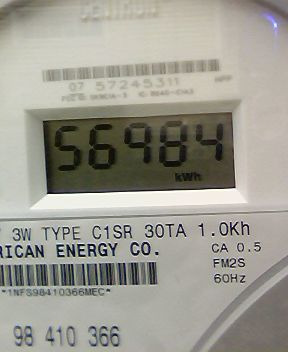 CENTRON
07 57245311
56984
kWh
3W TYPE C1SR 30TA 1.0Kh
RICAN ENERGY CO.
CA 0.5
FM2S
60Hz
*1NFS98410366MEC*
98 410 366